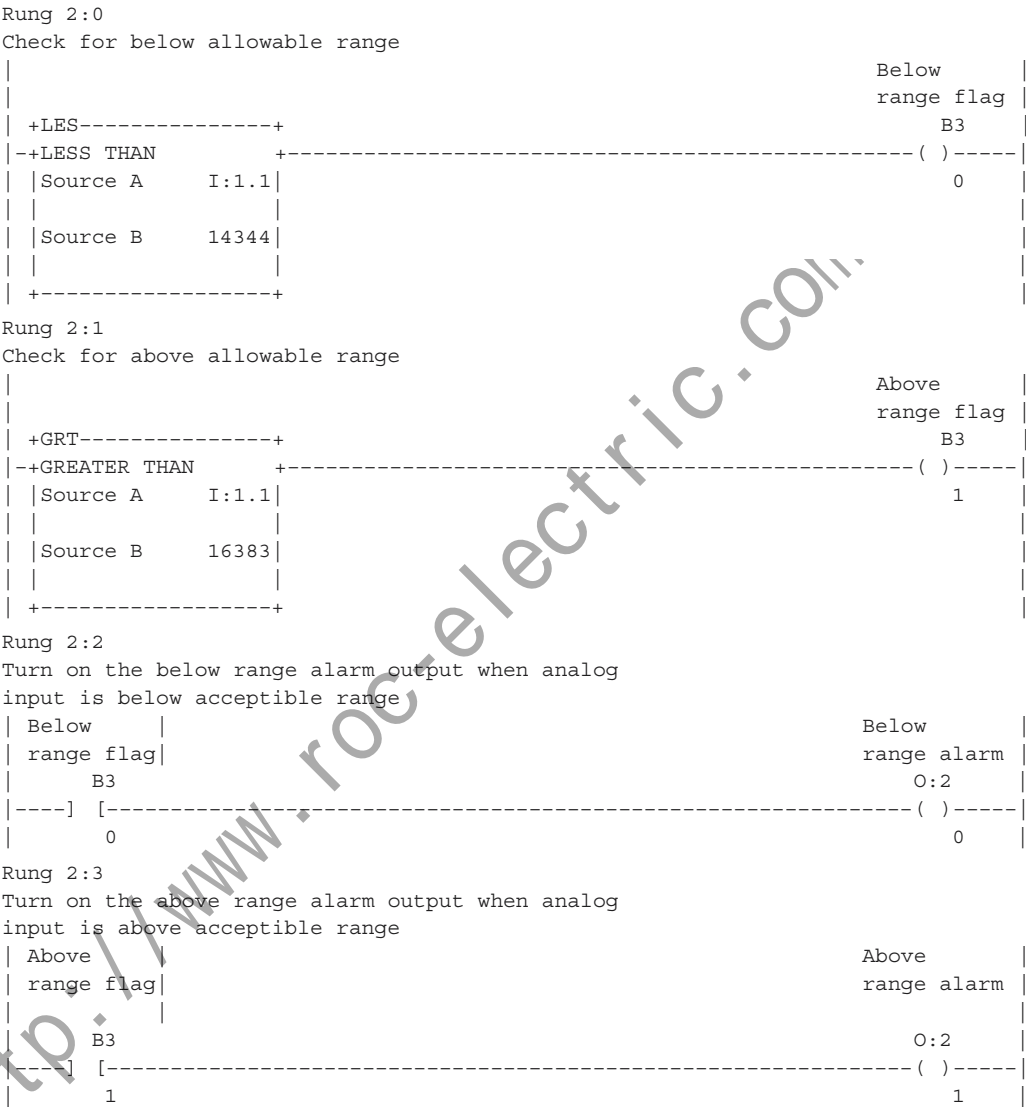 Rung 2:0
Check for below allowable range
|                                                                  Below       |
|                                                                  range flag |
| +LES---------------+                                                  B3    |
|-+LESS THAN         +-------------------------------------------------( )-----|
| |Source A     I:1.1|                                                  0     |
| |                  |                                                        |
| |Source B     14344|                                                        |
| |                  |                                                        |
| +------------------+                                                        |
Rung 2:1
Check for above allowable range
|                                                                  Above       |
|                                                                  range flag |
| +GRT---------------+                                                  B3    |
|-+GREATER THAN      +-------------------------------------------------( )-----|
| |Source A     I:1.1|                                                  1     |
| |                  |                                                        |
| |Source B     16383|                                                        |
| |                  |                                                        |
| +------------------+                                                        |
Rung 2:2
Turn on the below range alarm output when analog
input is below acceptible range
| Below     |                                                     Below       |
| range flag|                                                     range alarm |
|     B3                                                              O:2     |
|----] [---------------------------------------------------------------( )-----|
|      0                                                                0     |
Rung 2:3
Turn on the above range alarm output when analog
input is above acceptible range
| Above     |                                                     Above       |
| range flag|                                                     range alarm |
|           |                                                                 |
|     B3                                                              O:2     |
|----] [---------------------------------------------------------------( )-----|
|      1                                                                1     |
tp://www.roc-electric.com